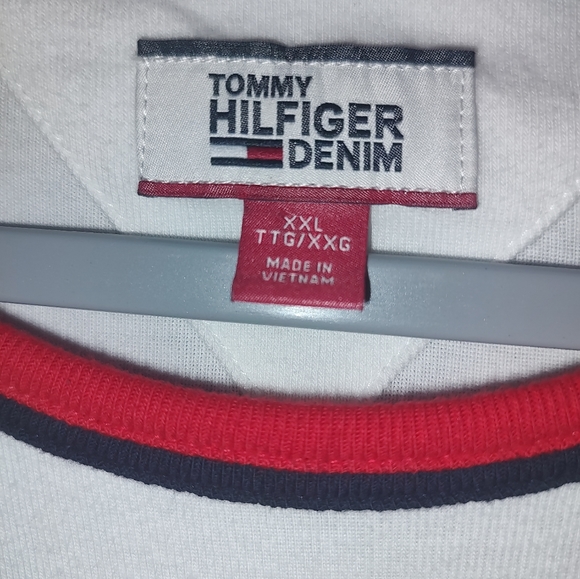 TOMMY
HILFIGER
DENIM
XXL
TTG/XXG
MADE IN
VIETNAM